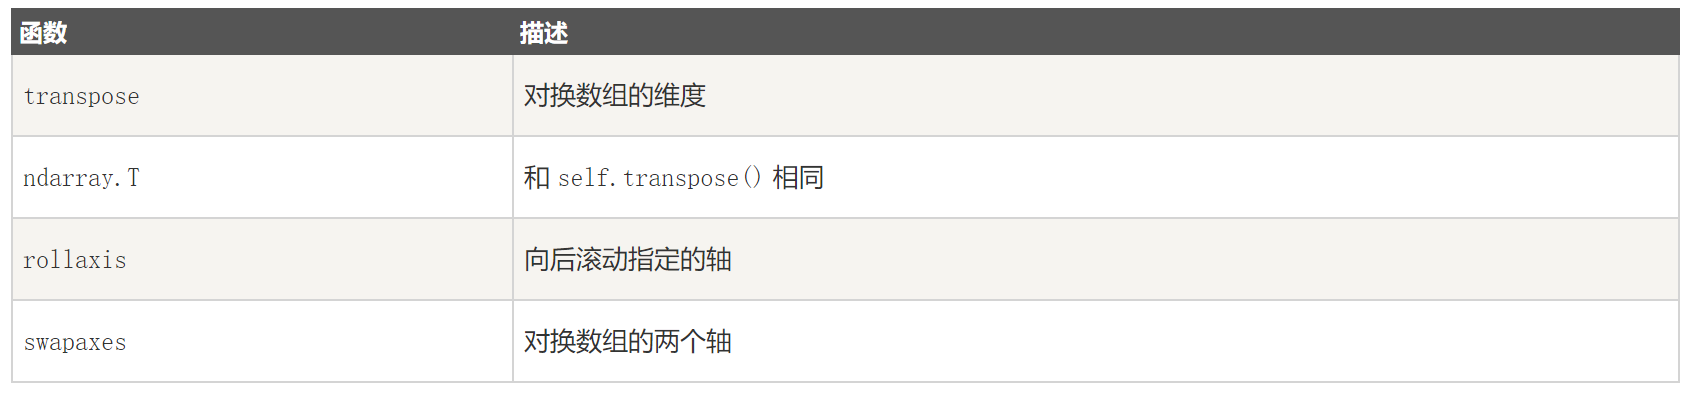 函数 描述
transpose 对换数组的维度
ndarray.T 和 self.transpose() 相同
rollaxis 向后滚动指定的轴
swapaxes 对换数组的两个轴